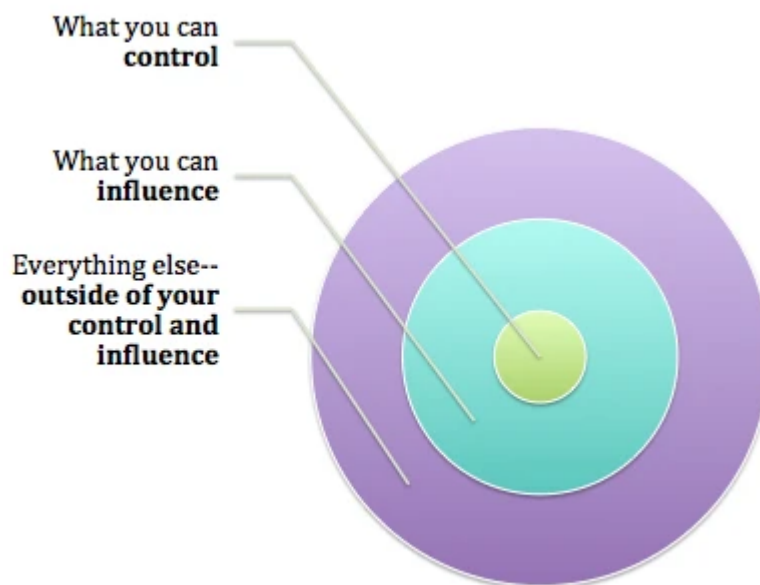 What you can
control
What you can
influence
Everything else--
outside of your
control and
influence